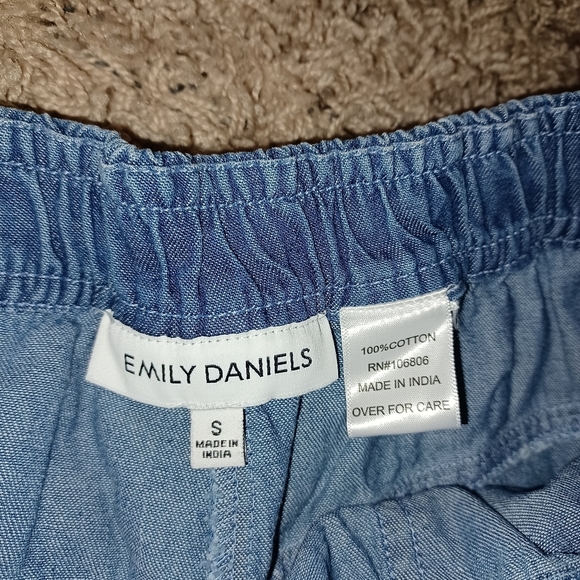 EMILY DANIELS
S
MADE IN
INDIA
100%COTTON
RN#106806
MADE IN INDIA
OVER FOR CARE